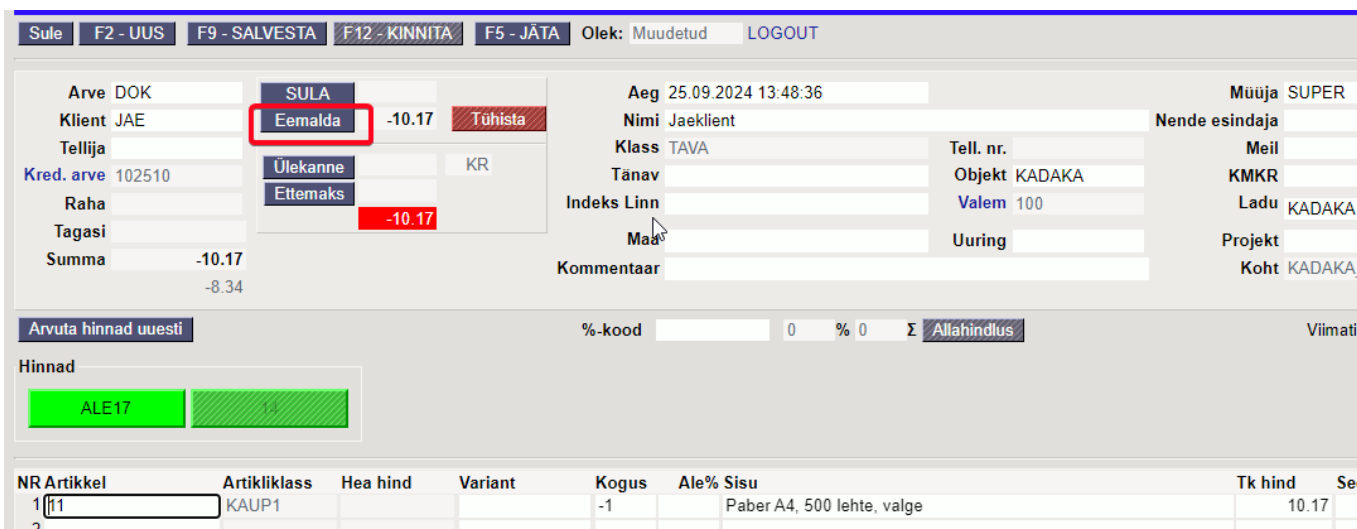 Sule F2 - UUS F9 - SALVESTA F12 - KINNITA F5 - JÄTA Olek: Muudetud LOGOUT
Arve DOK SULA Aeg 25.09.2024 13:48:36 Müüja SUPER
Klient JAE Eemalda -10.17 Tühista Nimi Jaeklient Nende esindaja
Tellija Klass TAVA Tell. nr. Meil
Kred. arve 102510 Ülekanne KR Tänav Objekt KADAKA KMKR
Raha Ettemaks Indeks Linn Valem 100 Ladu KADAKA
Tagasi -10.17 Maa Uuring Projekt
Summa -10.17 Kommentaar Koht KADAKA_
-8.34
Arvuta hinnad uuesti %-kood 0 % 0 Σ Allahindlus Viimati
Hinnad
ALE17 14
NR Artikkel Artikliklass Hea hind Variant Kogus Ale% Sisu Tk hind
1 11 KAUP1 -1 Paber A4, 500 lehte, valge 10.17
2